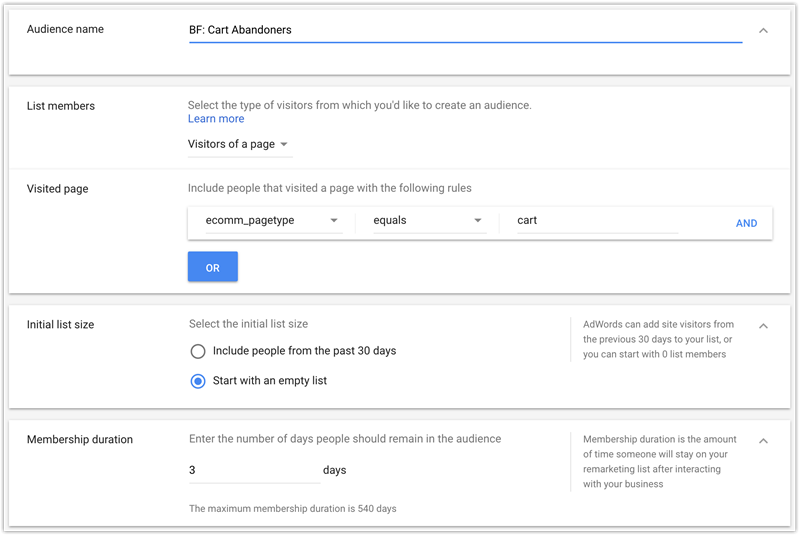 Audience name
BF: Cart Abandoners
List members
Select the type of visitors from which you'd like to create an audience.
Learn more
Visitors of a page
Visited page
Include people that visited a page with the following rules
ecomm_pagetype equals cart AND
OR
Initial list size
Select the initial list size
Include people from the past 30 days
Start with an empty list
AdWords can add site visitors from
the previous 30 days to your list, or
you can start with 0 list members
Membership duration
Enter the number of days people should remain in the audience
3 days
The maximum membership duration is 540 days
Membership duration is the amount
of time someone will stay on your
remarketing list after interacting
with your business